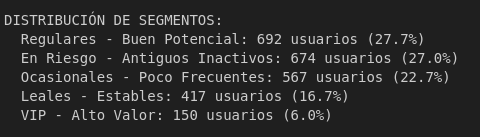 DISTRIBUCIÓN DE SEGMENTOS:
Regulares - Buen Potencial: 692 usuarios (27.7%)
En Riesgo - Antiguos Inactivos: 674 usuarios (27.0%)
Ocasionales - Poco Frecuentes: 567 usuarios (22.7%)
Leales - Estables: 417 usuarios (16.7%)
VIP - Alto Valor: 150 usuarios (6.0%)